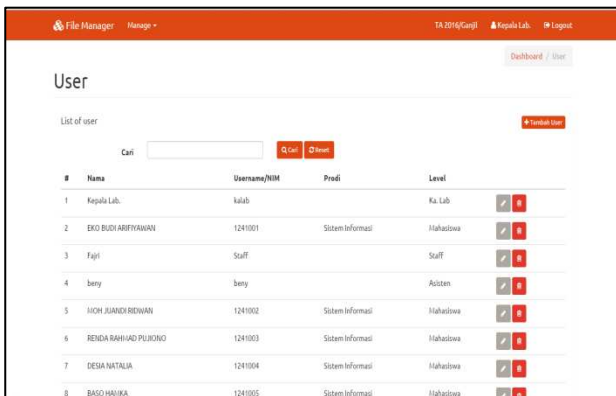 File Manager Manage TA 2016/Ganjil Kepala Lab. Logout
Dashboard / User
User
List of user
Tambah User
Cari Cari Reset
# Nama Username/NIM Prodi Level
1 Kepala Lab. kalab Ka. Lab
2 EKO BUDI ARIFIYAWAN 1241001 Sistem Informasi Mahasiswa
3 Fajri Staff Staff
4 beny beny Asisten
5 MOH JUANDI RIDWAN 1241002 Sistem Informasi Mahasiswa
6 RENDA RAHMAD PUJIONO 1241003 Sistem Informasi Mahasiswa
7 DESIA NATALIA 1241004 Sistem Informasi Mahasiswa
8 BASO HAMKA 1241005 Sistem Informasi Mahasiswa